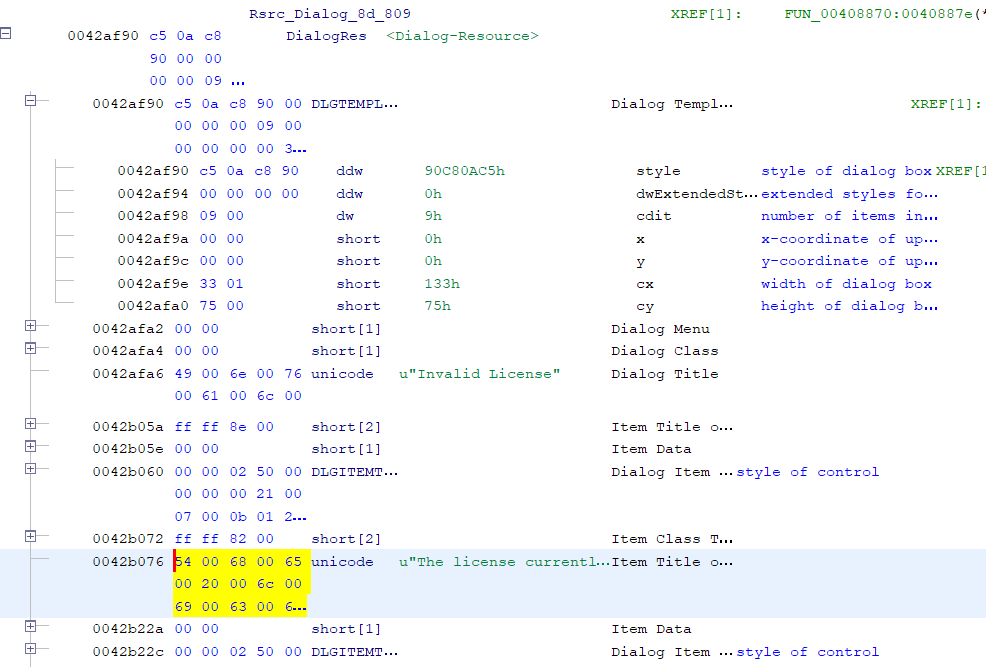 Rsrc_Dialog_8d_809 XREF[1]: FUN_00408870:0040887e(*
0042af90 c5 0a c8 DialogRes <Dialog-Resource>
90 00 00
00 00 09 ...
0042af90 c5 0a c8 90 00 DLGTEMPL... Dialog Templ... XREF[1]:
00 00 00 09 00
00 00 00 00 3...
0042af90 c5 0a c8 90 ddw 90C80AC5h style style of dialog box XREF[1
0042af94 00 00 00 00 ddw 0h dwExtendedSt... extended styles fo...
0042af98 09 00 dw 9h cdit number of items in...
0042af9a 00 00 short 0h x x-coordinate of up...
0042af9c 00 00 short 0h y y-coordinate of up...
0042af9e 33 01 short 133h cx width of dialog box
0042afa0 75 00 short 75h cy height of dialog b...
0042afa2 00 00 short[1] Dialog Menu
0042afa4 00 00 short[1] Dialog Class
0042afa6 49 00 6e 00 76 unicode u"Invalid License" Dialog Title
00 61 00 6c 00
0042b05a ff ff 8e 00 short[2] Item Title o...
0042b05e 00 00 short[1] Item Data
0042b060 00 00 02 50 00 DLGITEMT... Dialog Item ... style of control
00 00 00 21 00
07 00 0b 01 2...
0042b072 ff ff 82 00 short[2] Item Class T...
0042b076 54 00 68 00 65 unicode u"The license currentl... Item Title o...
00 20 00 6c 00
69 00 63 00 6...
0042b22a 00 00 short[1] Item Data
0042b22c 00 00 02 50 00 DLGITEMT... Dialog Item ... style of control